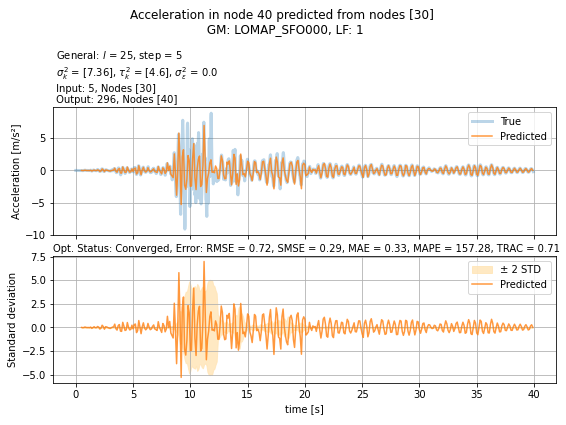 Acceleration in node 40 predicted from nodes [30]
GM: LOMAP_SFO000, LF: 1
General: l = 25, step = 5
σ²ₖ = [7.36], τ²ₖ = [4.6], σ²ε = 0.0
Input: 5, Nodes [30]
Output: 296, Nodes [40]
Acceleration [m/s²]
5
0
−5
−10
True
Predicted
Opt. Status: Converged, Error: RMSE = 0.72, SMSE = 0.29, MAE = 0.33, MAPE = 157.28, TRAC = 0.71
Standard deviation
7.5
5.0
2.5
0.0
−2.5
−5.0
± 2 STD
Predicted
0 5 10 15 20 25 30 35 40
time [s]